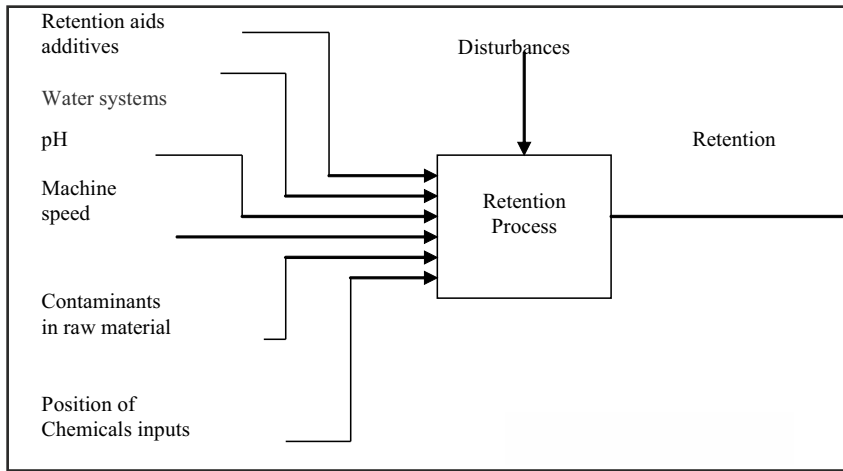 Retention aids
additives
Water systems
pH
Machine
speed
Contaminants
in raw material
Position of
Chemicals inputs
Disturbances
Retention
Process
Retention